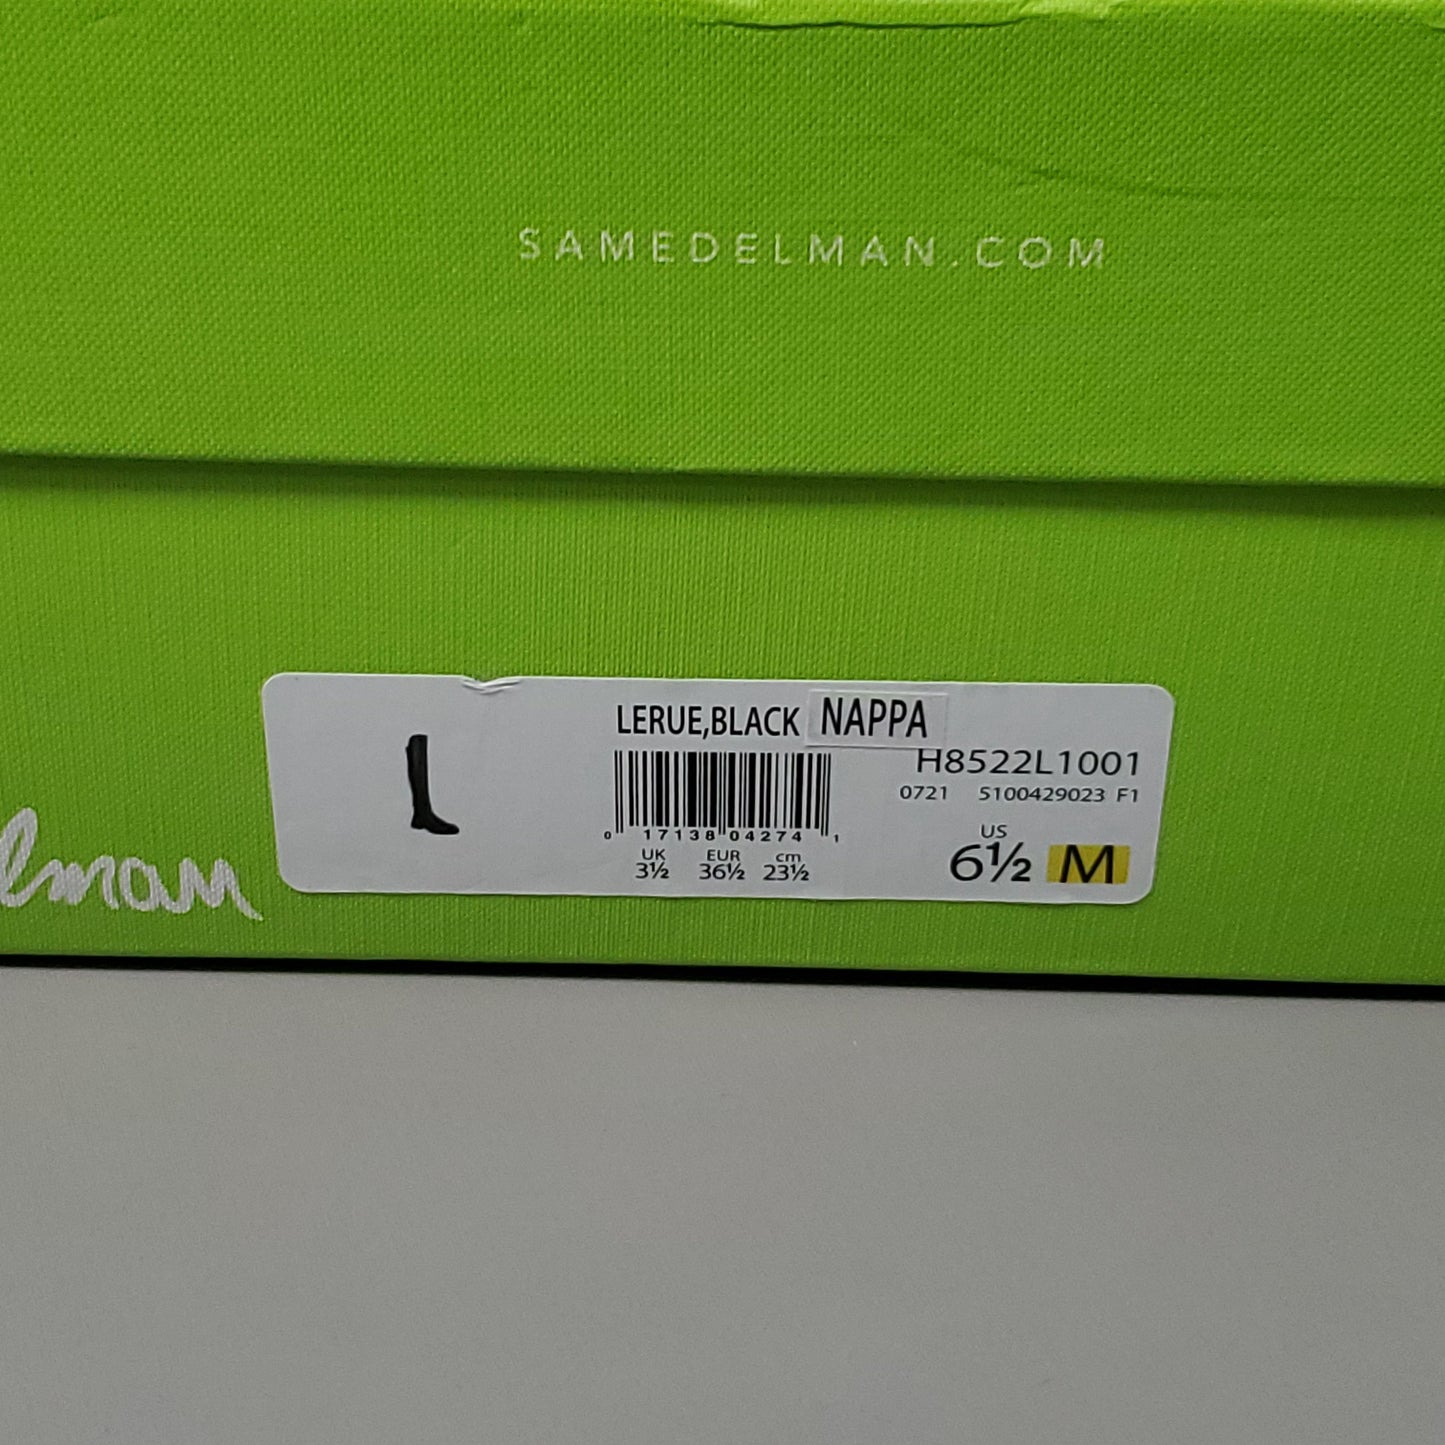 SAMEDELMAN.COM
elman
LERUE,BLACK NAPPA
H8522L1001
0721 5100429023 F1
0 17138 04274 1
UK EUR cm
3½ 36½ 23½
US
6½ M